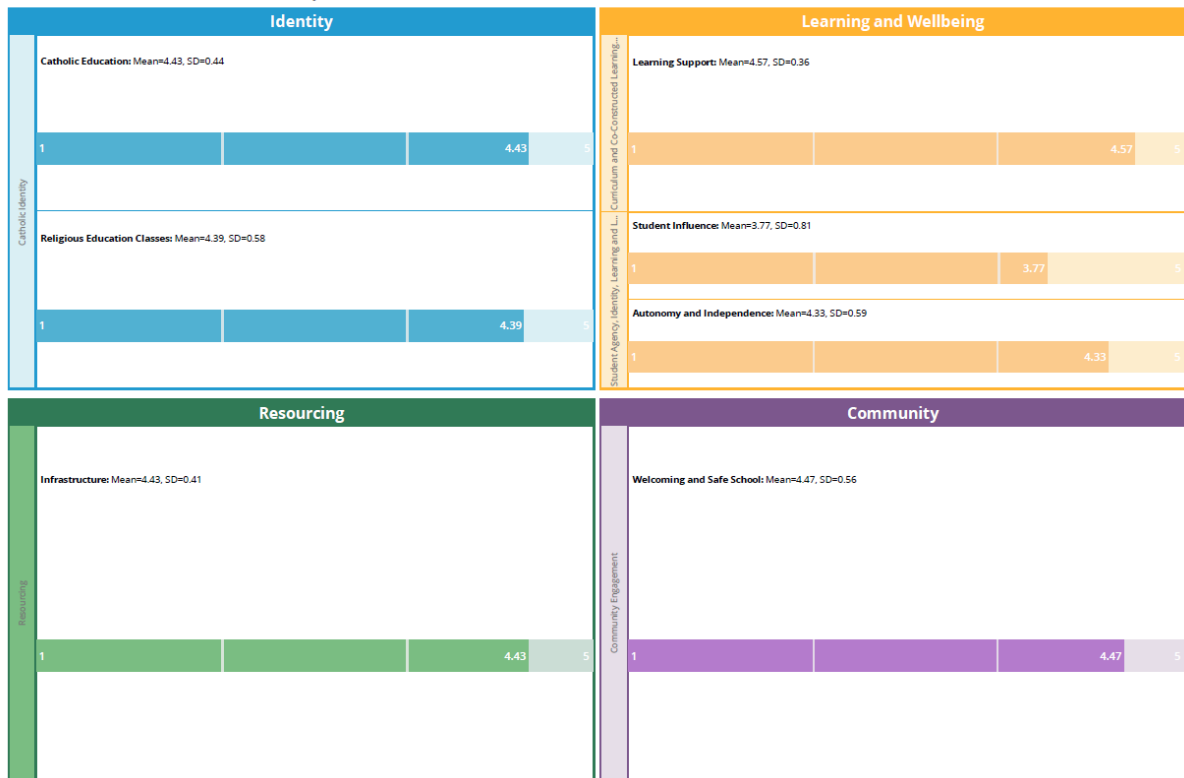 Identity
Catholic Identity
Catholic Education: Mean=4.43, SD=0.44
1 4.43 5
Religious Education Classes: Mean=4.39, SD=0.58
1 4.39 5
Learning and Wellbeing
Curriculum and Co-Constructed Learning...
Learning Support: Mean=4.57, SD=0.36
1 4.57 5
Student Agency, Identity, Learning and L...
Student Influence: Mean=3.77, SD=0.81
1 3.77 5
Autonomy and Independence: Mean=4.33, SD=0.59
1 4.33 5
Resourcing
Resourcing
Infrastructure: Mean=4.43, SD=0.41
1 4.43 5
Community
Community Engagement
Welcoming and Safe School: Mean=4.47, SD=0.56
1 4.47 5